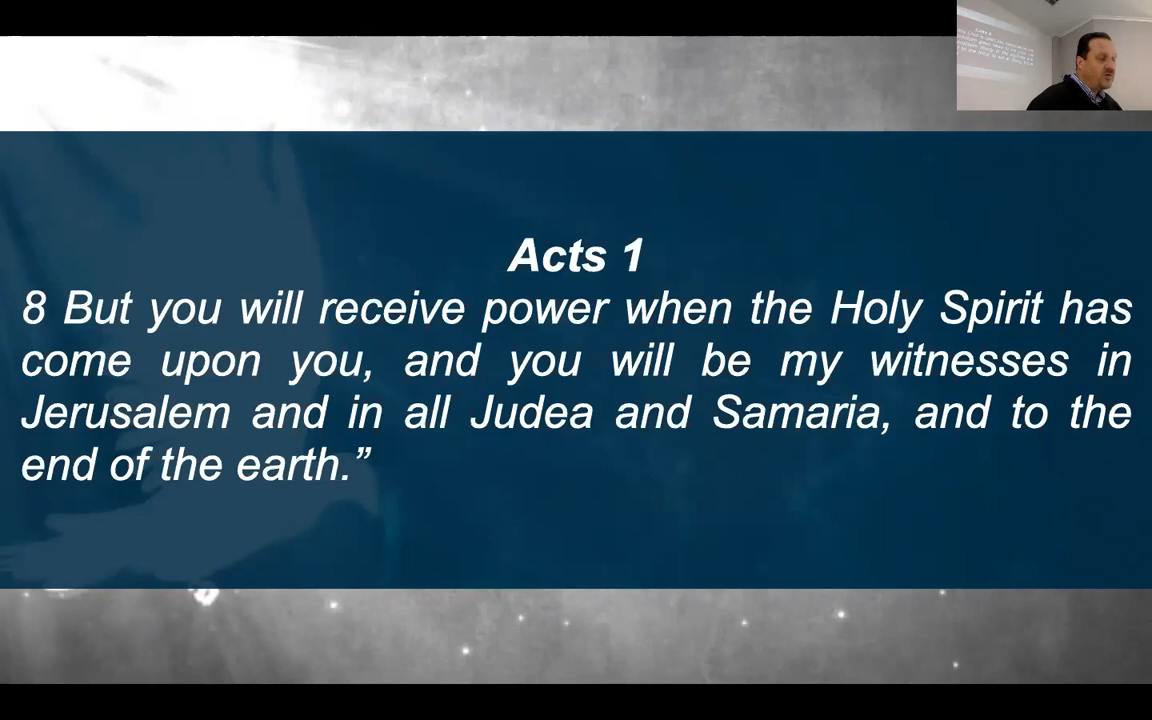 Acts 1
8 But you will receive power when the Holy Spirit has
come upon you, and you will be my witnesses in
Jerusalem and in all Judea and Samaria, and to the
end of the earth.”